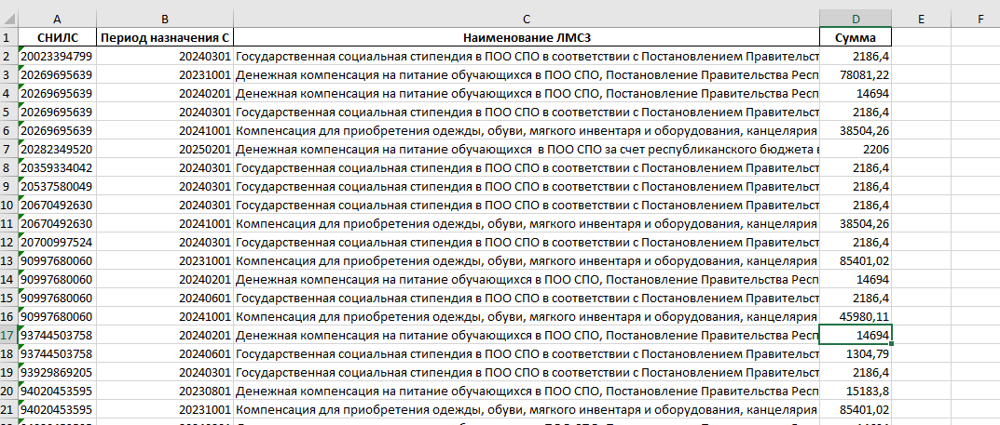 A B C D E F
1 СНИЛС Период назначения С Наименование ЛМСЗ Сумма
2 20023394799 20240301 Государственная социальная стипендия в ПОО СПО в соответствии с Постановлением Правительст 2186,4
3 20269695639 20231001 Денежная компенсация на питание обучающихся в ПОО СПО, Постановление Правительства Респ 78081,22
4 20269695639 20240201 Денежная компенсация на питание обучающихся в ПОО СПО, Постановление Правительства Респ 14694
5 20269695639 20240301 Государственная социальная стипендия в ПОО СПО в соответствии с Постановлением Правительст 2186,4
6 20269695639 20241001 Компенсация для приобретения одежды, обуви, мягкого инвентаря и оборудования, канцелярия 38504,26
7 20282349520 20250201 Денежная компенсация на питание обучающихся в ПОО СПО за счет республиканского бюджета 2206
8 20359334042 20240301 Государственная социальная стипендия в ПОО СПО в соответствии с Постановлением Правительст 2186,4
9 20537580049 20240301 Государственная социальная стипендия в ПОО СПО в соответствии с Постановлением Правительст 2186,4
10 20670492630 20240301 Государственная социальная стипендия в ПОО СПО в соответствии с Постановлением Правительст 2186,4
11 20670492630 20241001 Компенсация для приобретения одежды, обуви, мягкого инвентаря и оборудования, канцелярия 38504,26
12 20700997524 20240301 Государственная социальная стипендия в ПОО СПО в соответствии с Постановлением Правительст 2186,4
13 90997680060 20231001 Компенсация для приобретения одежды, обуви, мягкого инвентаря и оборудования, канцелярия 85401,02
14 90997680060 20240201 Денежная компенсация на питание обучающихся в ПОО СПО, Постановление Правительства Респ 14694
15 90997680060 20240601 Государственная социальная стипендия в ПОО СПО в соответствии с Постановлением Правительст 2186,4
16 90997680060 20241001 Компенсация для приобретения одежды, обуви, мягкого инвентаря и оборудования, канцелярия 45980,11
17 93744503758 20240201 Денежная компенсация на питание обучающихся в ПОО СПО, Постановление Правительства Респ 14694
18 93744503758 20240601 Государственная социальная стипендия в ПОО СПО в соответствии с Постановлением Правительст 1304,79
19 93929869205 20240301 Государственная социальная стипендия в ПОО СПО в соответствии с Постановлением Правительст 2186,4
20 94020453595 20230801 Денежная компенсация на питание обучающихся в ПОО СПО, Постановление Правительства Респ 15183,8
21 94020453595 20231001 Компенсация для приобретения одежды, обуви, мягкого инвентаря и оборудования, канцелярия 85401,02